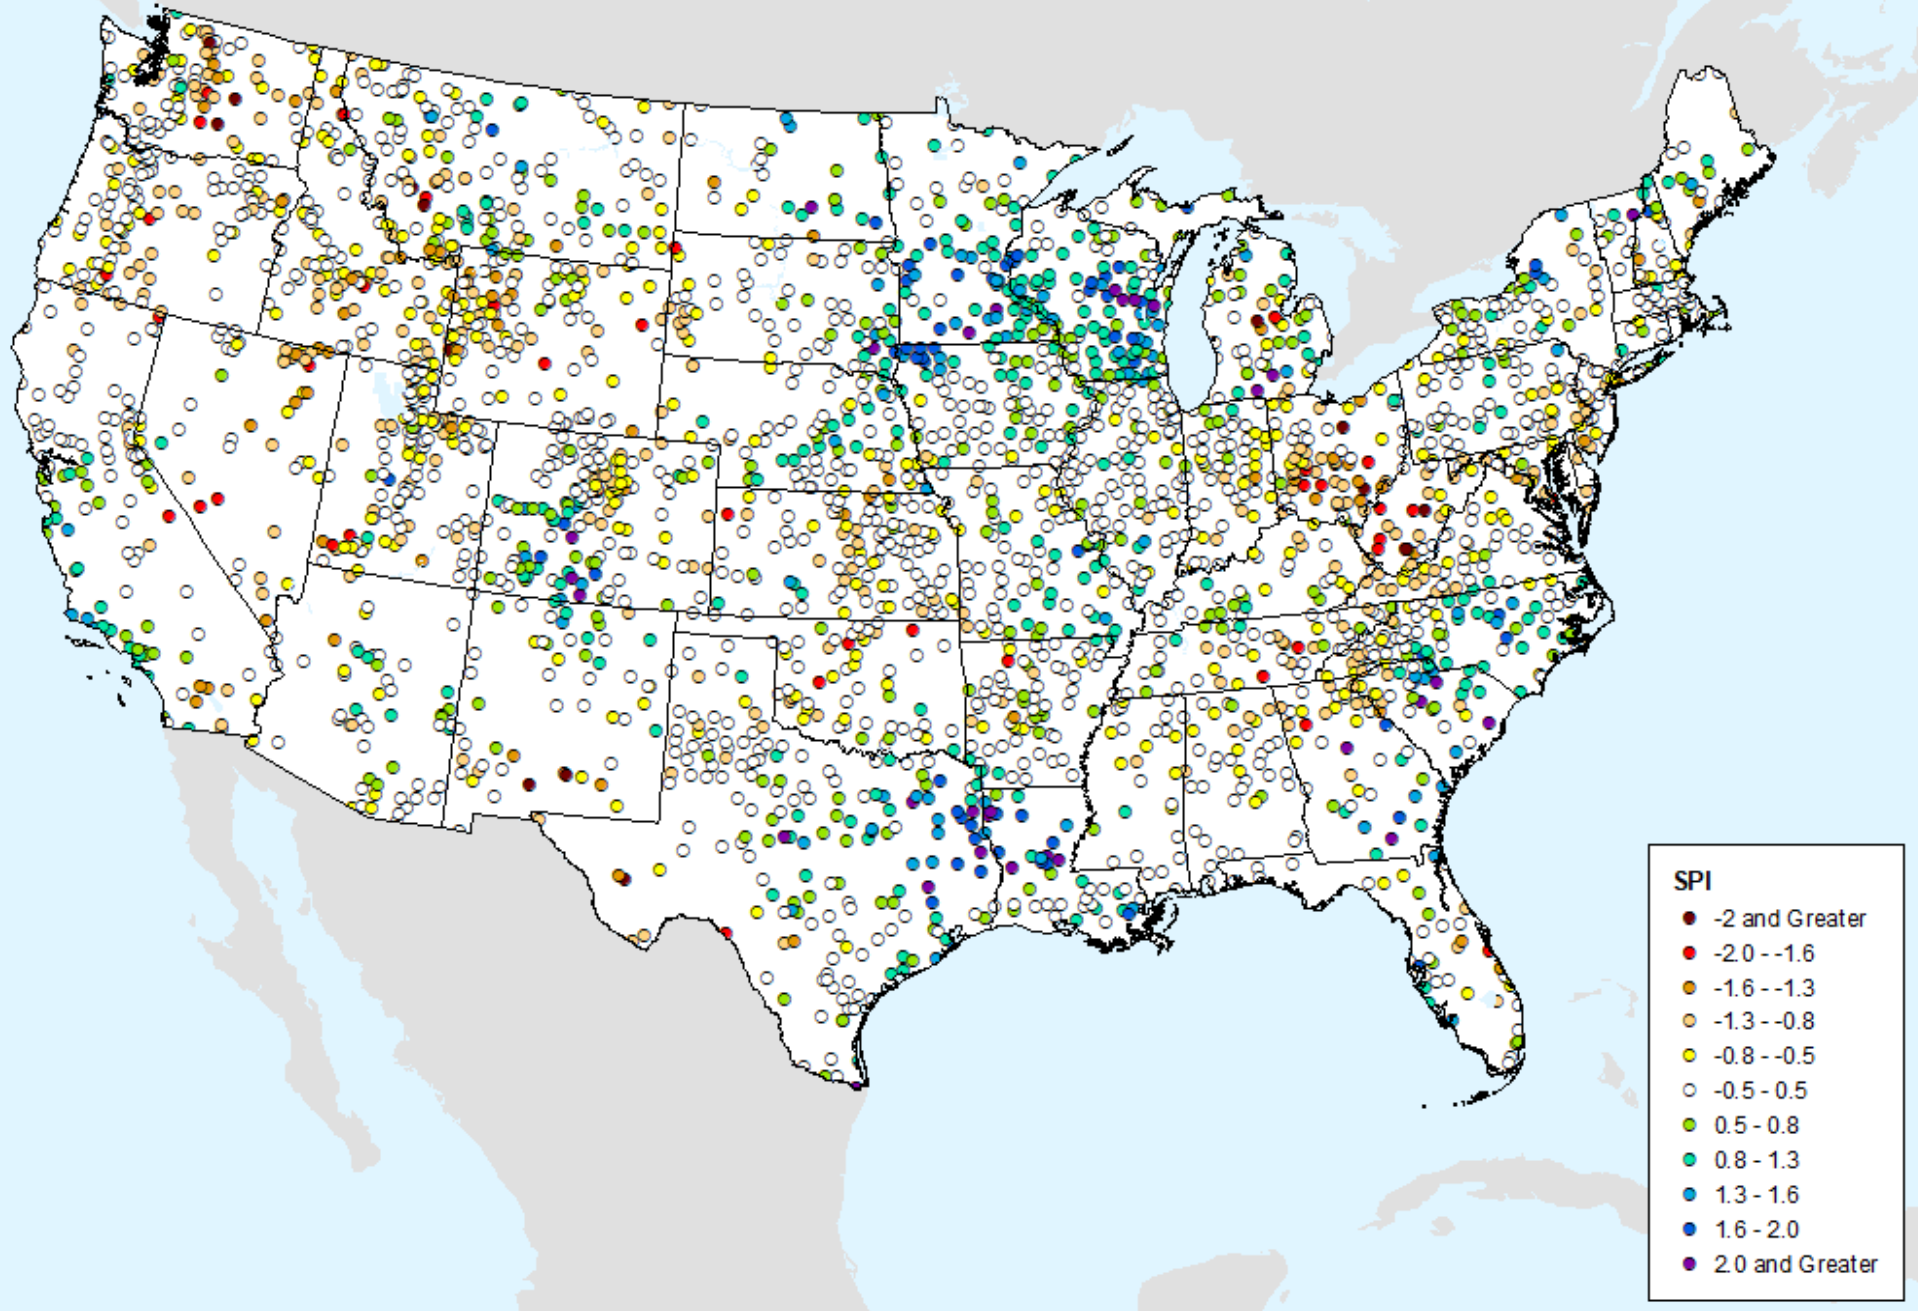 SPI
-2 and Greater
-2.0 - -1.6
-1.6 - -1.3
-1.3 - -0.8
-0.8 - -0.5
-0.5 - 0.5
0.5 - 0.8
0.8 - 1.3
1.3 - 1.6
1.6 - 2.0
2.0 and Greater